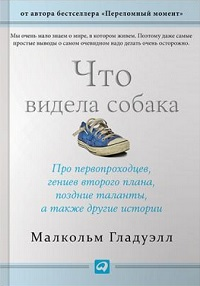 от автора бестселлера «Переломный момент»
Мы очень мало знаем о мире, в котором живем. Поэтому даже самые
простые выводы о самом очевидном надо делать очень осторожно.
Что
видела собака
Про первопроходцев,
гениев второго плана,
поздние таланты,
а также другие истории
Малкольм Гладуэлл